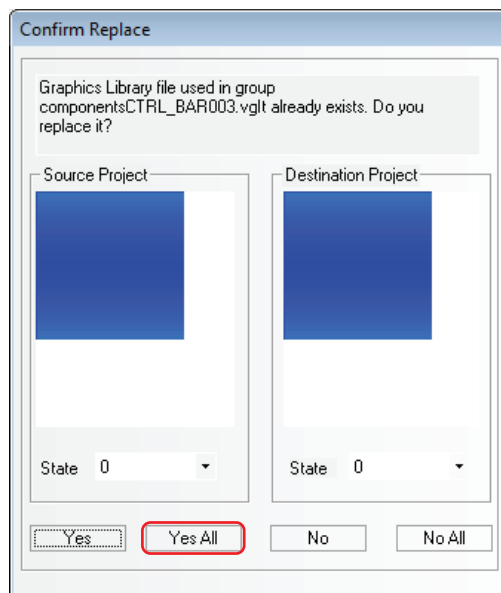 Confirm Replace
Graphics Library file used in group
componentsCTRL_BAR003.vglt already exists. Do you
replace it?
Source Project
Destination Project
State 0
State 0
Yes
Yes All
No
No All